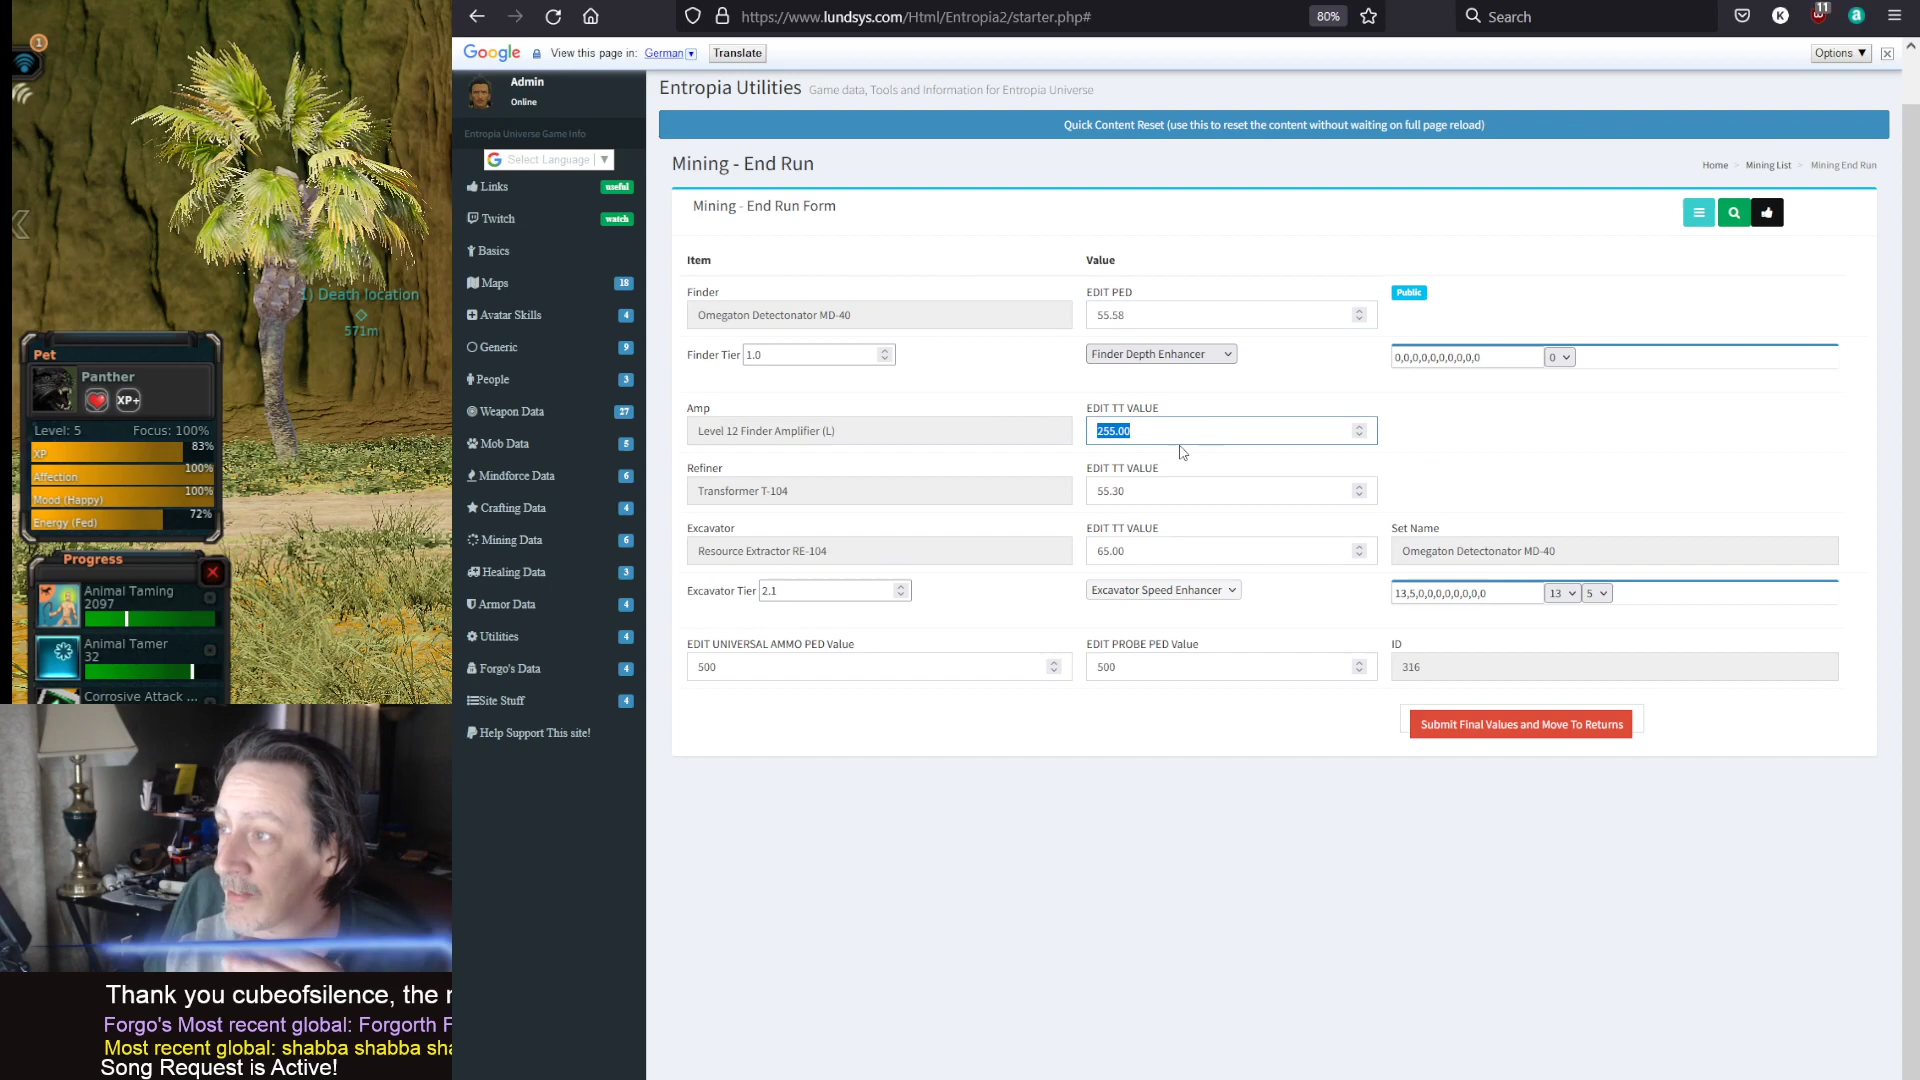 1
1) Death location
571m
Pet
Panther
XP+
Level: 5 Focus: 100%
83%
XP
100%
Affection
100%
Mood (Happy)
72%
Energy (Fed)
Progress
Animal Taming
2097
Animal Tamer
32
Corrosive Attack ...
Thank you cubeofsilence, the
Forgo's Most recent global: Forgorth
Most recent global: shabba shabba
Song Request is Active!
https://www.lundsys.com/Html/Entropia2/starter.php#
80%
Search
11
K
a
Google View this page in: German Translate
Options ▼
Admin
Online
Entropia Universe Game Info
G Select Language ▼
Links useful
Twitch watch
Basics
Maps 18
Avatar Skills 4
Generic 9
People 3
Weapon Data 27
Mob Data 5
Mindforce Data 6
Crafting Data 4
Mining Data 6
Healing Data 3
Armor Data 4
Utilities 4
Forgo's Data 4
Site Stuff 4
Help Support This site!
Entropia Utilities Game data, Tools and Information for Entropia Universe
Quick Content Reset (use this to reset the content without waiting on full page reload)
Mining - End Run
Home > Mining List > Mining End Run
Mining - End Run Form
Item Value
Finder EDIT PED Public
Omegaton Detectonator MD-40 55.58
Finder Tier 1.0 Finder Depth Enhancer 0,0,0,0,0,0,0,0,0,0 0
Amp EDIT TT VALUE
Level 12 Finder Amplifier (L) 255.00
Refiner EDIT TT VALUE
Transformer T-104 55.30
Excavator EDIT TT VALUE Set Name
Resource Extractor RE-104 65.00 Omegaton Detectonator MD-40
Excavator Tier 2.1 Excavator Speed Enhancer 13,5,0,0,0,0,0,0,0,0 13 5
EDIT UNIVERSAL AMMO PED Value EDIT PROBE PED Value ID
500 500 316
Submit Final Values and Move To Returns